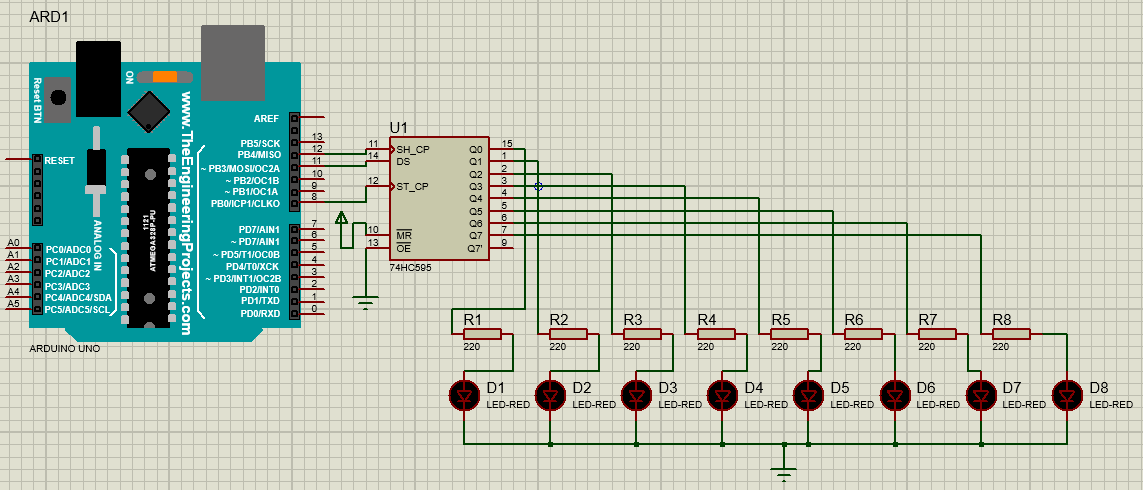 ARD1
ON
Reset BTN
www.TheEngineeringProjects.com
AREF
RESET
PB5/SCK 13
PB4/MISO 12
~ PB3/MOSI/OC2A 11
~ PB2/OC1B 10
~ PB1/OC1A 9
PB0/ICP1/CLKO 8
PD7/AIN1 7
~ PD7/AIN1 6
~ PD5/T1/OC0B 5
PD4/T0/XCK 4
~ PD3/INT1/OC2B 3
PD2/INT0 2
PD1/TXD 1
PD0/RXD 0
ANALOG IN
1121
ATMEGA328P-PU
A0 PC0/ADC0
A1 PC1/ADC1
A2 PC2/ADC2
A3 PC3/ADC3
A4 PC4/ADC4/SDA
A5 PC5/ADC5/SCL
ARDUINO UNO
U1
11 SH_CP Q0 15
14 DS Q1 1
Q2 2
12 ST_CP Q3 3
Q4 4
Q5 5
Q6 6
10 MR Q7 7
13 OE Q7' 9
74HC595
R1 R2 R3 R4 R5 R6 R7 R8
220 220 220 220 220 220 220 220
D1 D2 D3 D4 D5 D6 D7 D8
LED-RED LED-RED LED-RED LED-RED LED-RED LED-RED LED-RED LED-RED